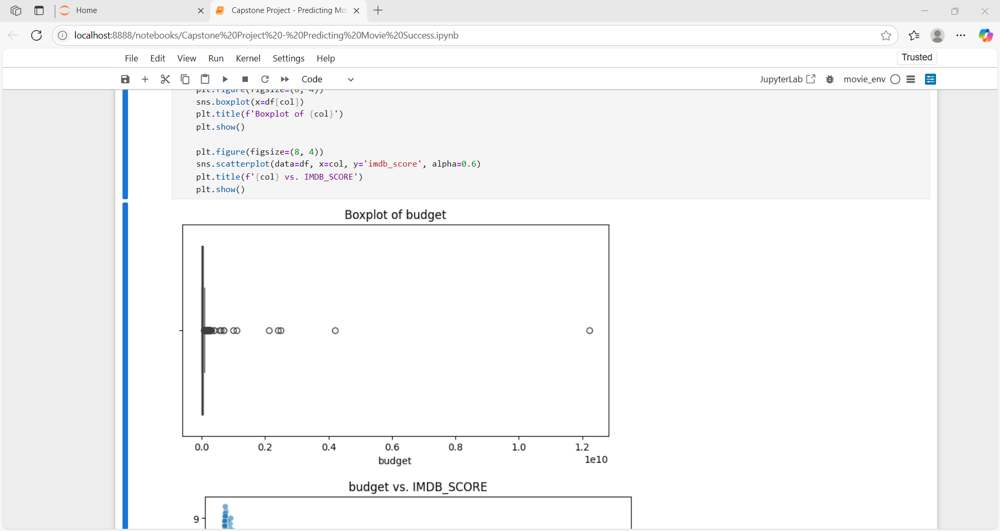 Home
Capstone Project - Predicting Mo
localhost:8888/notebooks/Capstone%20Project%20-%20Predicting%20Movie%20Success.ipynb
File Edit View Run Kernel Settings Help
Trusted
Code
JupyterLab
movie_env
plt.figure(figsize=(8, 4))
sns.boxplot(x=df[col])
plt.title(f'Boxplot of {col}')
plt.show()
plt.figure(figsize=(8, 4))
sns.scatterplot(data=df, x=col, y='imdb_score', alpha=0.6)
plt.title(f'{col} vs. IMDB_SCORE')
plt.show()
Boxplot of budget
0.0 0.2 0.4 0.6 0.8 1.0 1.2
budget
1e10
budget vs. IMDB_SCORE
9